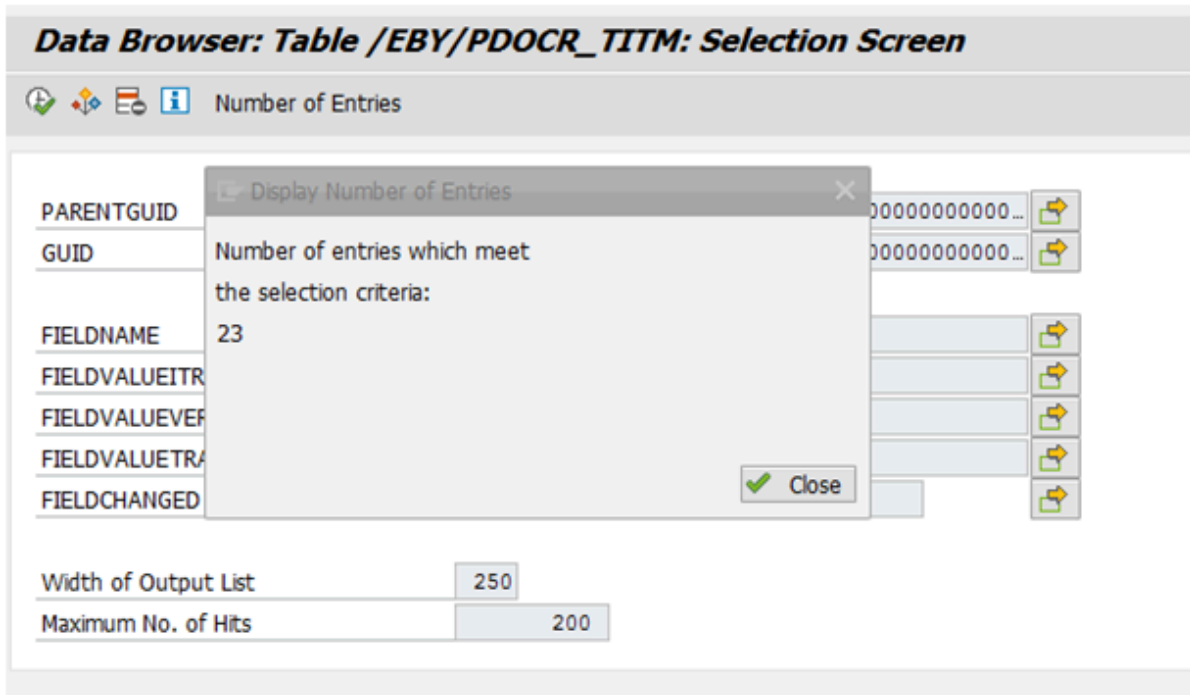 Data Browser: Table /EBY/PDOCR_TITM: Selection Screen
Number of Entries
Display Number of Entries
PARENTGUID
00000000000...
GUID
00000000000...
Number of entries which meet
the selection criteria:
23
FIELDNAME
FIELDVALUEITR
FIELDVALUEVER
FIELDVALUETRA
FIELDCHANGED
Close
Width of Output List 250
Maximum No. of Hits 200